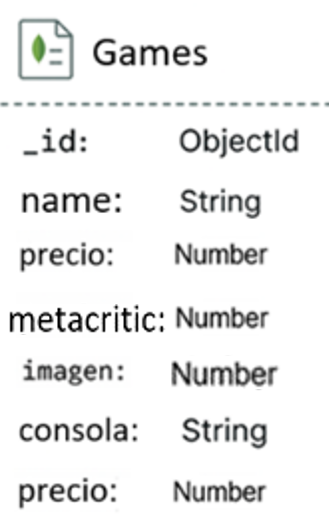 Games
_id: ObjectId
name: String
precio: Number
metacritic: Number
imagen: Number
consola: String
precio: Number